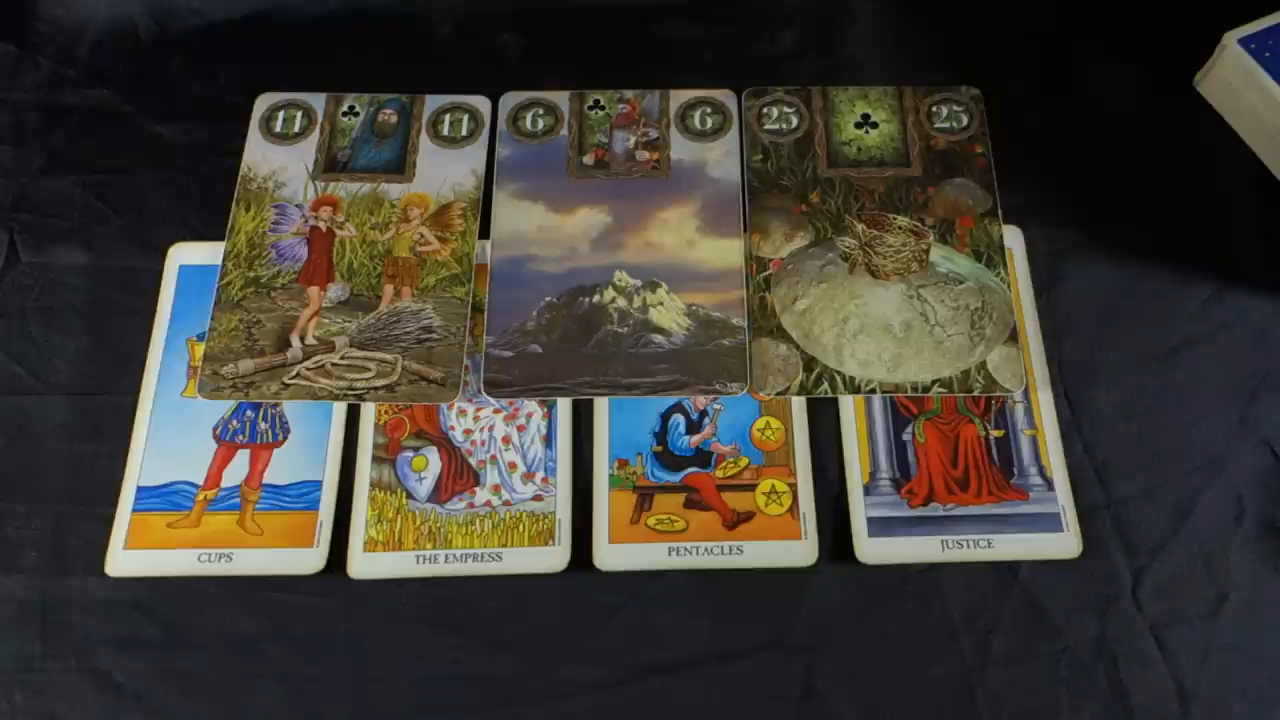 11 11
6 6
25 25
CUPS
THE EMPRESS
PENTACLES
JUSTICE